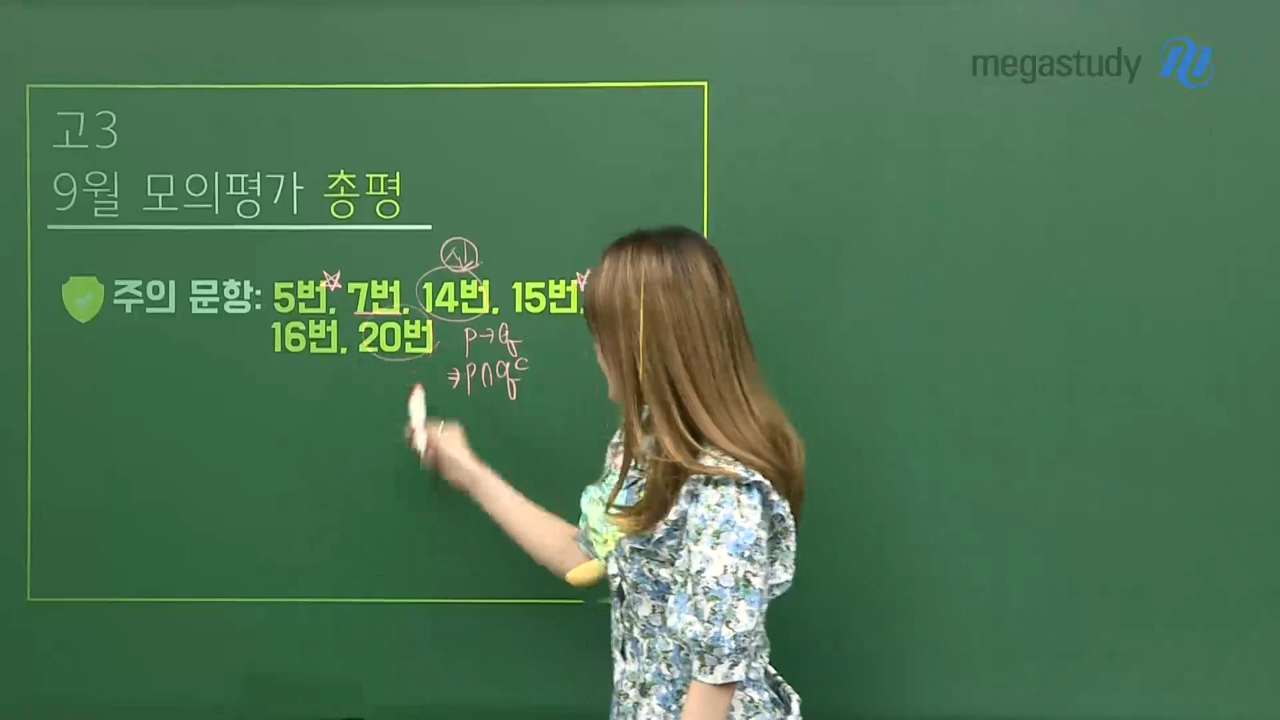 megastudy
고3
9월 모의평가 총평
주의 문항: 5번, 7번, 14번, 15번,
16번, 20번
p→q
⇒p∩qᶜ